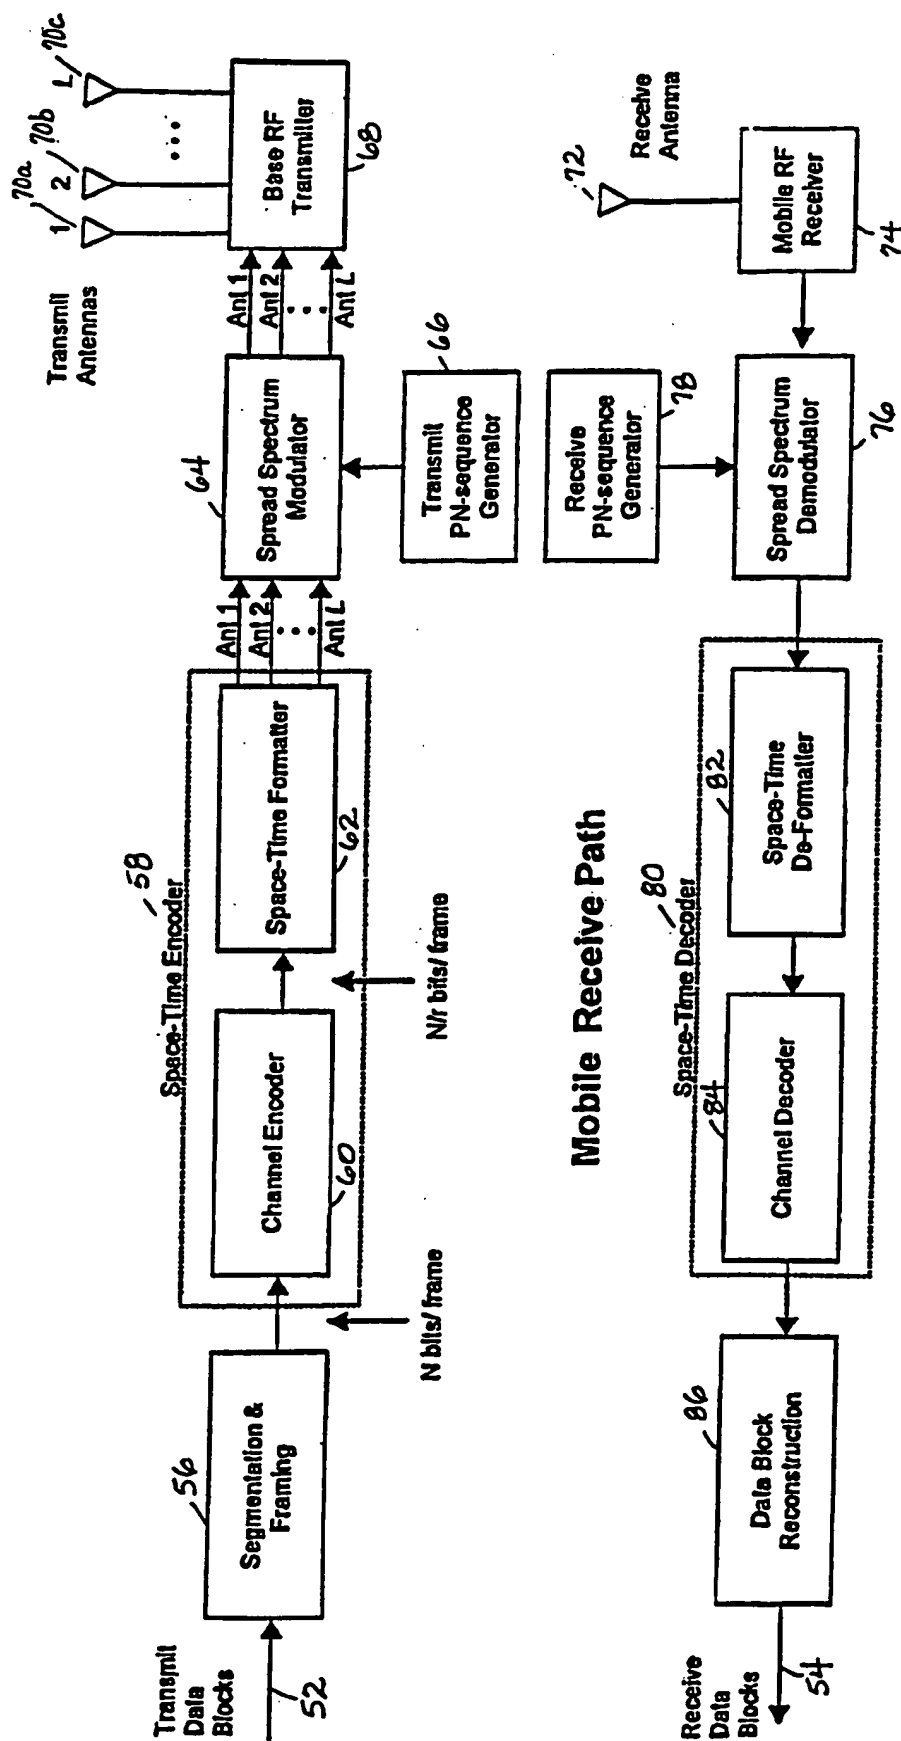 Transmit
Data
Blocks
52
56
Segmentation &
Framing
N bits/ frame
Space-Time Encoder
58
Channel Encoder
60
N/r bits/ frame
Space-Time Formatter
62
Ant 1
Ant 2
Ant L
64
Spread Spectrum
Modulator
66
Transmit
PN-sequence
Generator
Ant 1
Ant 2
Ant L
Base RF
Transmitter
68
Transmit
Antennas
1
70a
2
70b
L
70c
Mobile Receive Path
72
Receive
Antenna
Mobile RF
Receiver
74
Receive
PN-sequence
Generator
78
Spread Spectrum
Demodulator
76
Space-Time Decoder
80
82
Space-Time
De-Formatter
84
Channel Decoder
86
Data Block
Reconstruction
Receive
Data
Blocks
54